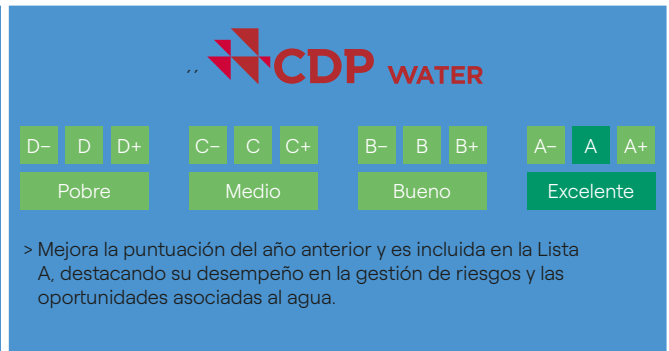 ´´ CDP WATER
D– D D+ C– C C+ B– B B+ A– A A+
Pobre Medio Bueno Excelente
> Mejora la puntuación del año anterior y es incluida en la Lista
A, destacando su desempeño en la gestión de riesgos y las
oportunidades asociadas al agua.